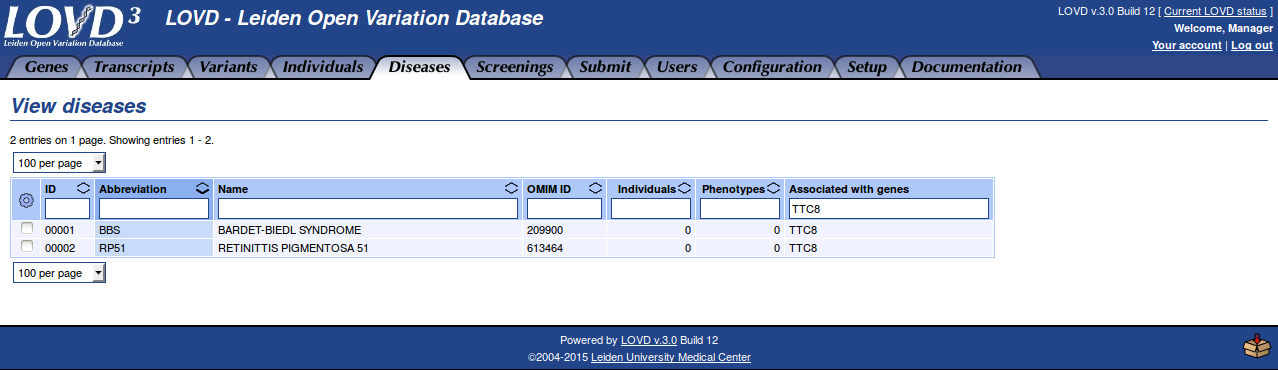 LOVD 3 LOVD - Leiden Open Variation Database
Leiden Open Variation Database
LOVD v.3.0 Build 12 [ Current LOVD status ]
Welcome, Manager
Your account | Log out
Genes Transcripts Variants Individuals Diseases Screenings Submit Users Configuration Setup Documentation
View diseases
2 entries on 1 page. Showing entries 1 - 2.
100 per page
ID Abbreviation Name OMIM ID Individuals Phenotypes Associated with genes
TTC8
00001 BBS BARDET-BIEDL SYNDROME 209900 0 0 TTC8
00002 RP51 RETINITTIS PIGMENTOSA 51 613464 0 0 TTC8
100 per page
Powered by LOVD v.3.0 Build 12
©2004-2015 Leiden University Medical Center